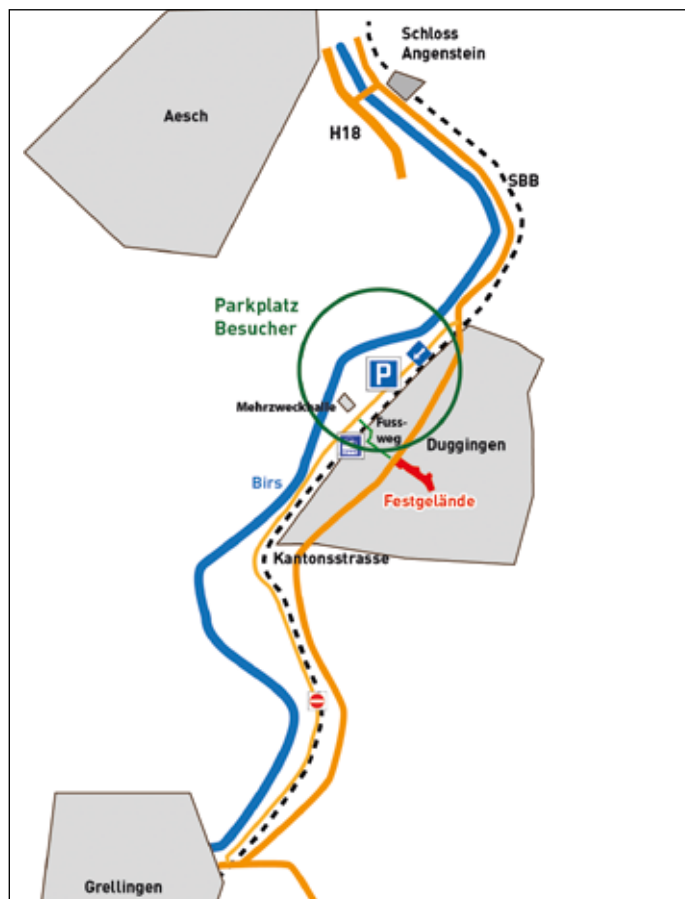 Schloss
Angenstein
Aesch
H18
SBB
Parkplatz
Besucher
P
Mehrzweckhalle
Fuss-
weg
Duggingen
Birs
Festgelände
Kantonsstrasse
Grellingen